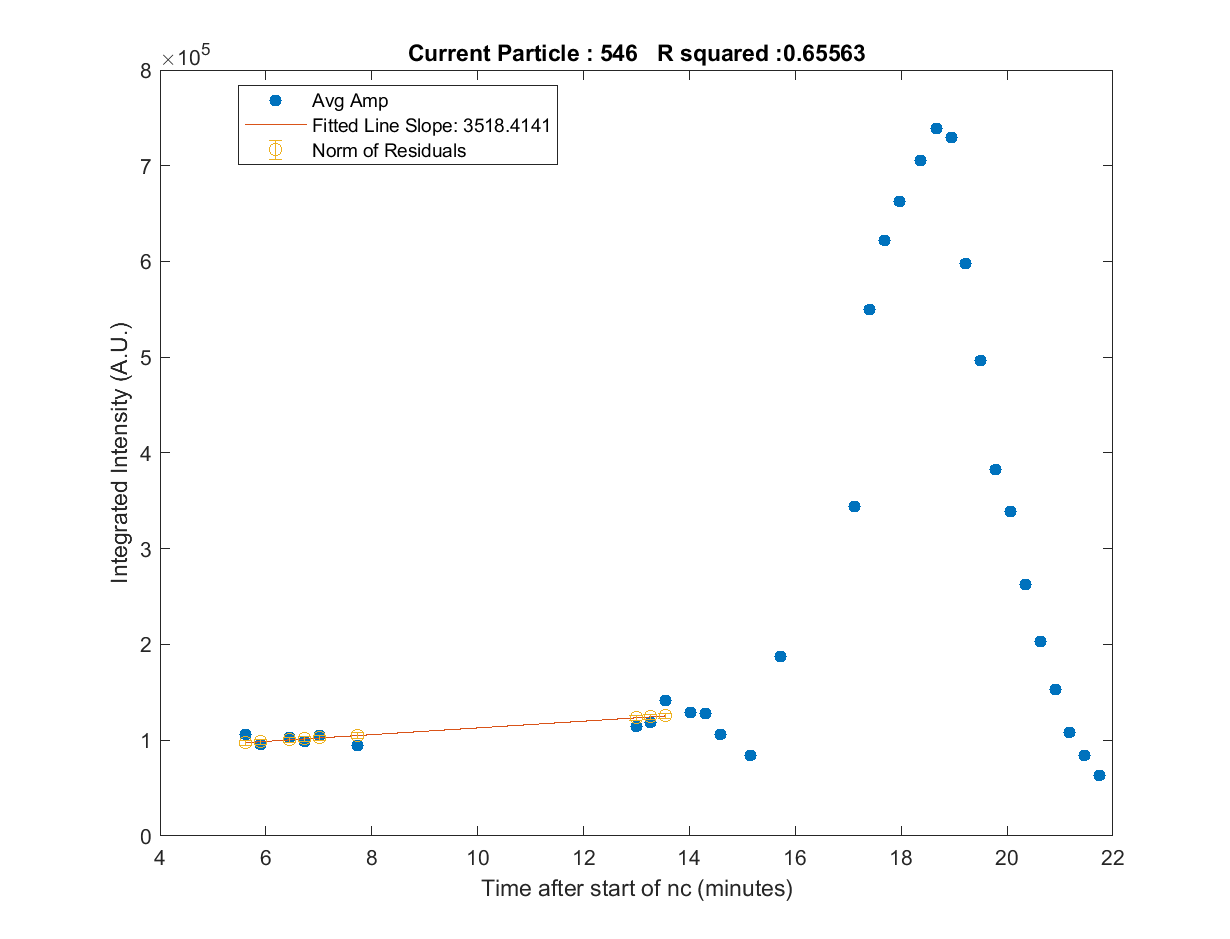 Current Particle : 546 R squared :0.65563
×10^5
Avg Amp
Fitted Line Slope: 3518.4141
Norm of Residuals
Integrated Intensity (A.U.)
8
7
6
5
4
3
2
1
0
4 6 8 10 12 14 16 18 20 22
Time after start of nc (minutes)